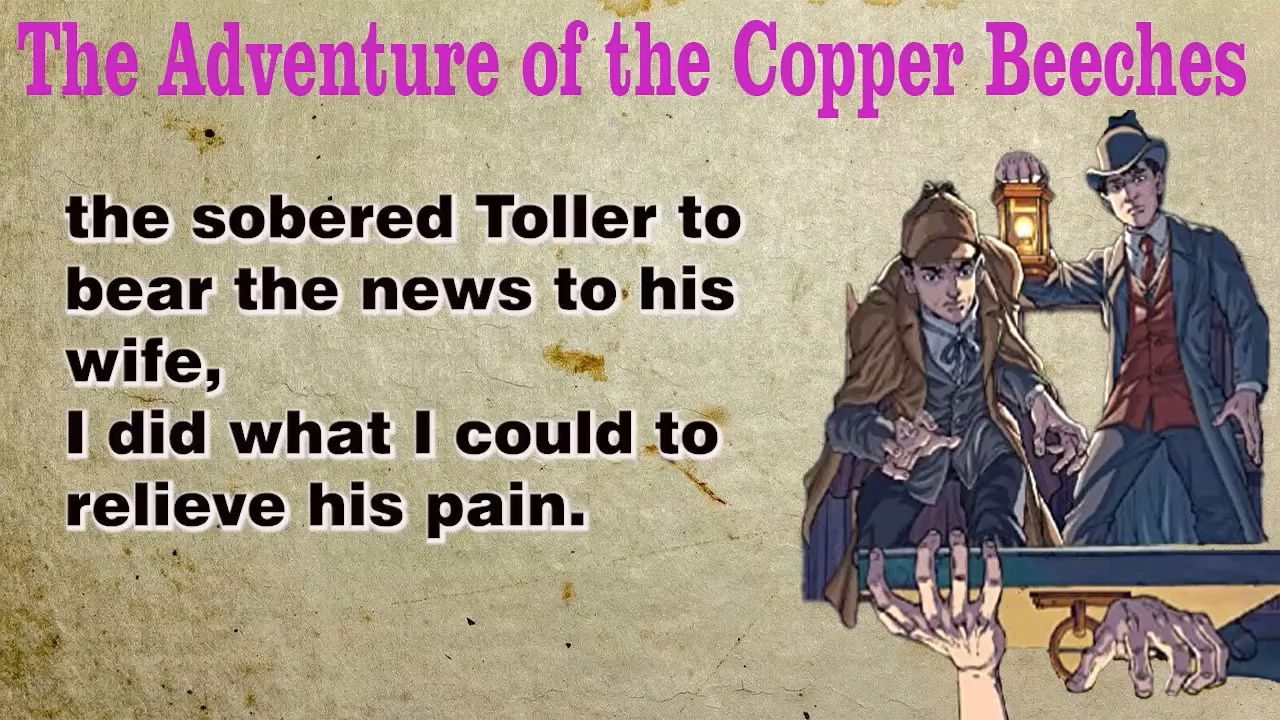 The Adventure of the Copper Beeches
the sobered Toller to
bear the news to his
wife,
I did what I could to
relieve his pain.